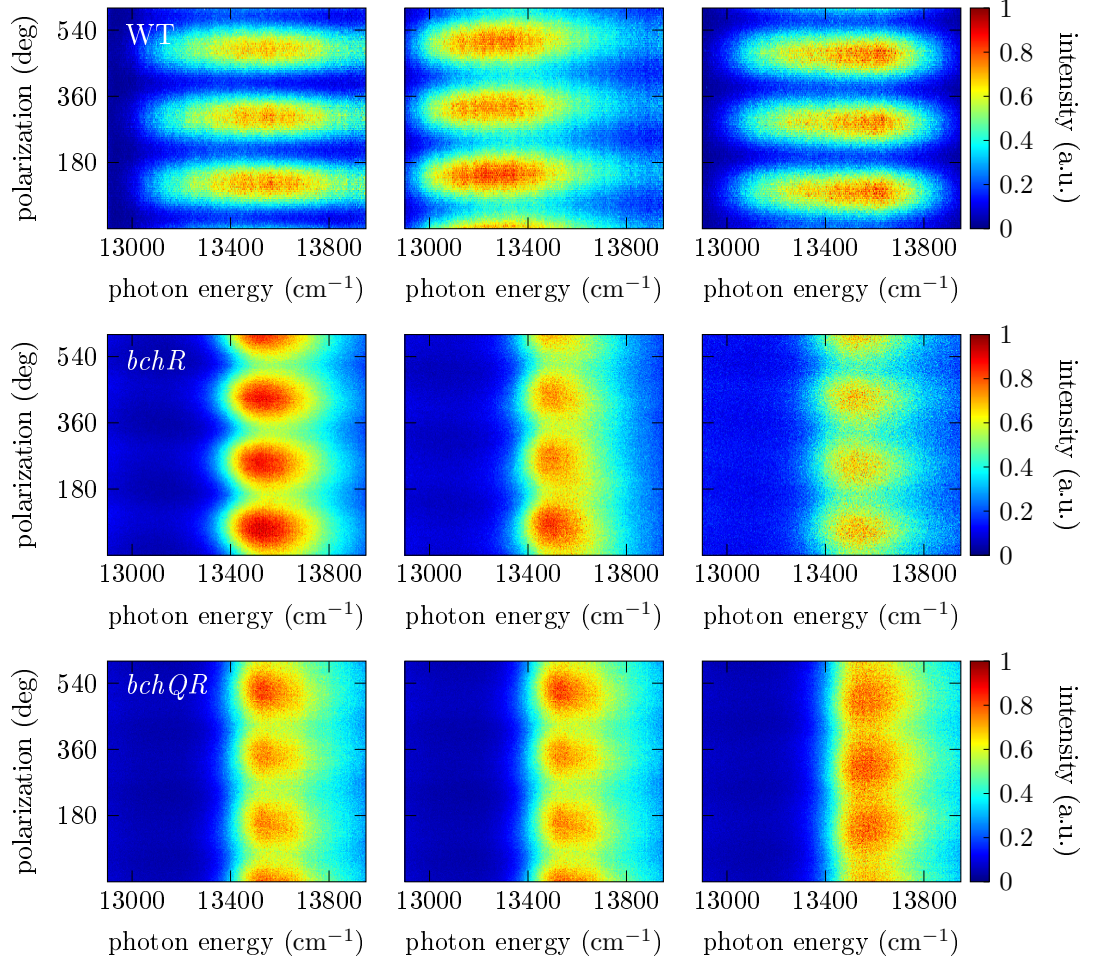 WT
polarization (deg)
540
360
180
13000 13400 13800
photon energy (cm−1)
13000 13400 13800
photon energy (cm−1)
13000 13400 13800
photon energy (cm−1)
1
0.8
0.6
0.4
0.2
0
intensity (a.u.)
bchR
polarization (deg)
540
360
180
13000 13400 13800
photon energy (cm−1)
13000 13400 13800
photon energy (cm−1)
13000 13400 13800
photon energy (cm−1)
1
0.8
0.6
0.4
0.2
0
intensity (a.u.)
bchQR
polarization (deg)
540
360
180
13000 13400 13800
photon energy (cm−1)
13000 13400 13800
photon energy (cm−1)
13000 13400 13800
photon energy (cm−1)
1
0.8
0.6
0.4
0.2
0
intensity (a.u.)